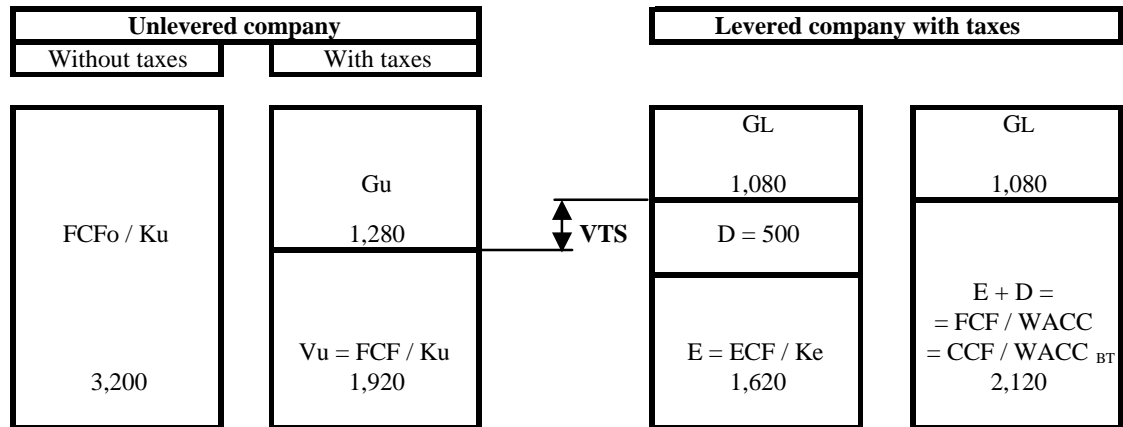 Unlevered company
Levered company with taxes
Without taxes
With taxes
FCFo / Ku
3,200
Gu
1,280
Vu = FCF / Ku
1,920
VTS
GL
1,080
D = 500
E = ECF / Ke
1,620
GL
1,080
E + D =
= FCF / WACC
= CCF / WACC BT
2,120